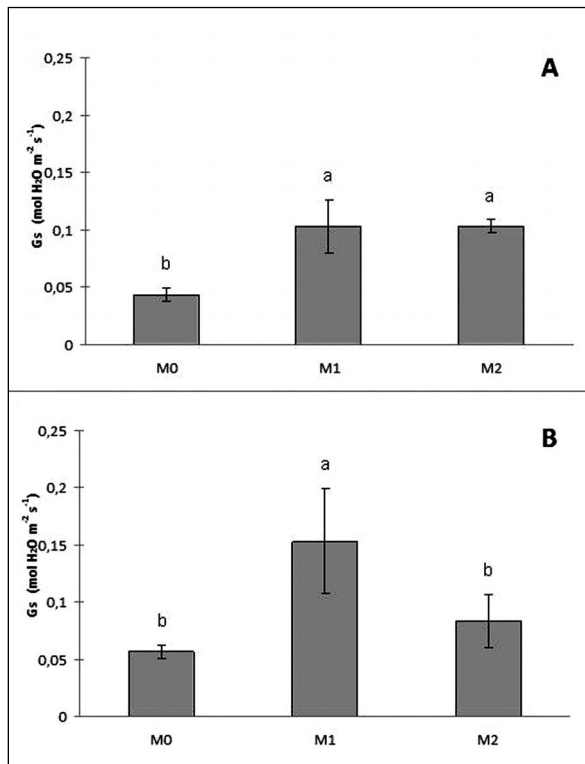 A
0,25
0,2
0,15
0,1
0,05
0
Gs (mol H₂O m⁻² s⁻¹)
b
a
a
M0 M1 M2
B
0,25
0,2
0,15
0,1
0,05
0
Gs (mol H₂O m⁻² s⁻¹)
b
a
b
M0 M1 M2